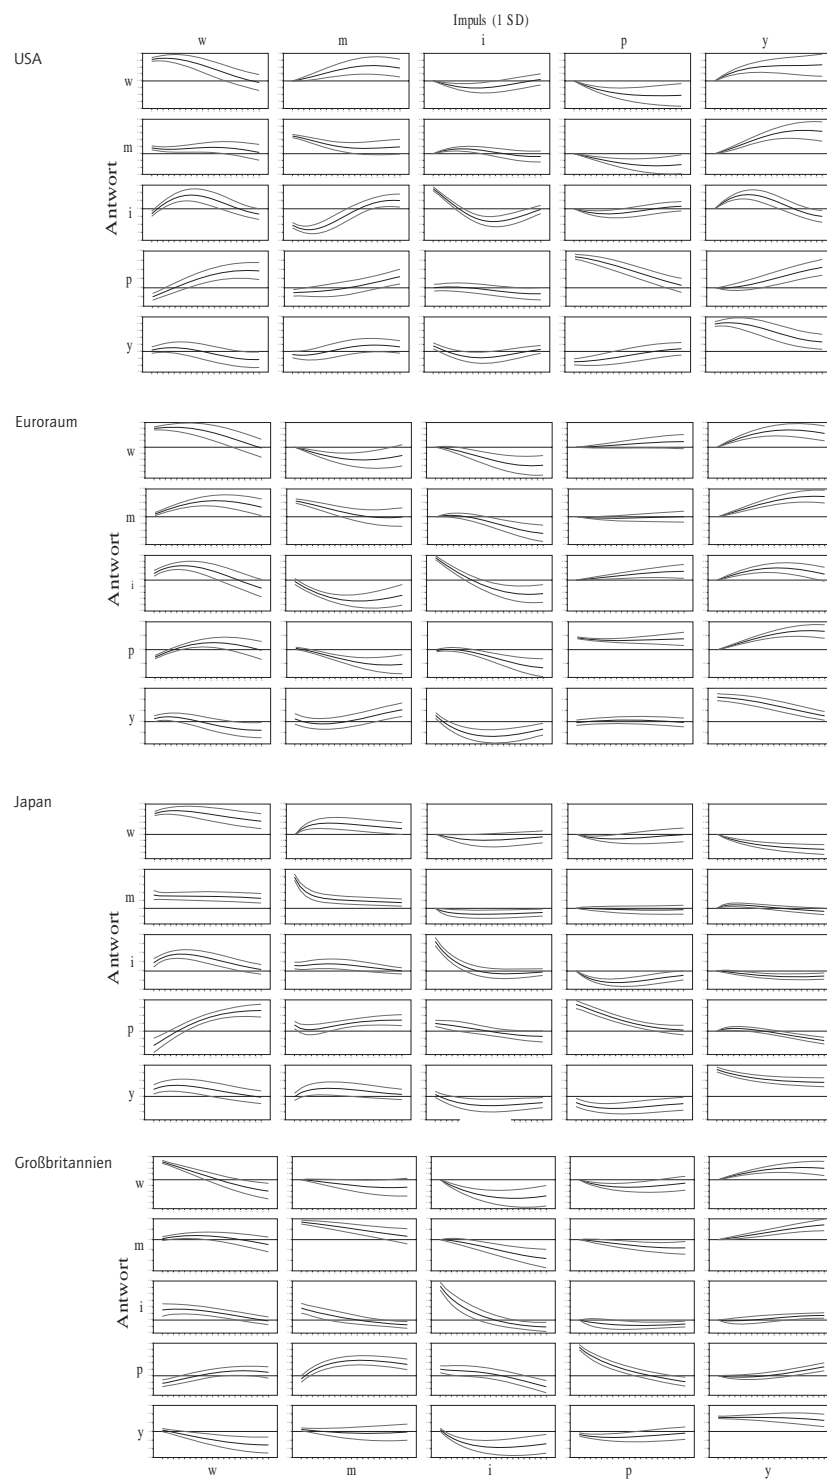 Impuls (1 SD)
w m i p y
USA
w
m
i
p
y
Antwort
Euroraum
w
m
i
p
y
Antwort
Japan
w
m
i
p
y
Antwort
Großbritannien
w
m
i
p
y
Antwort
w m i p y